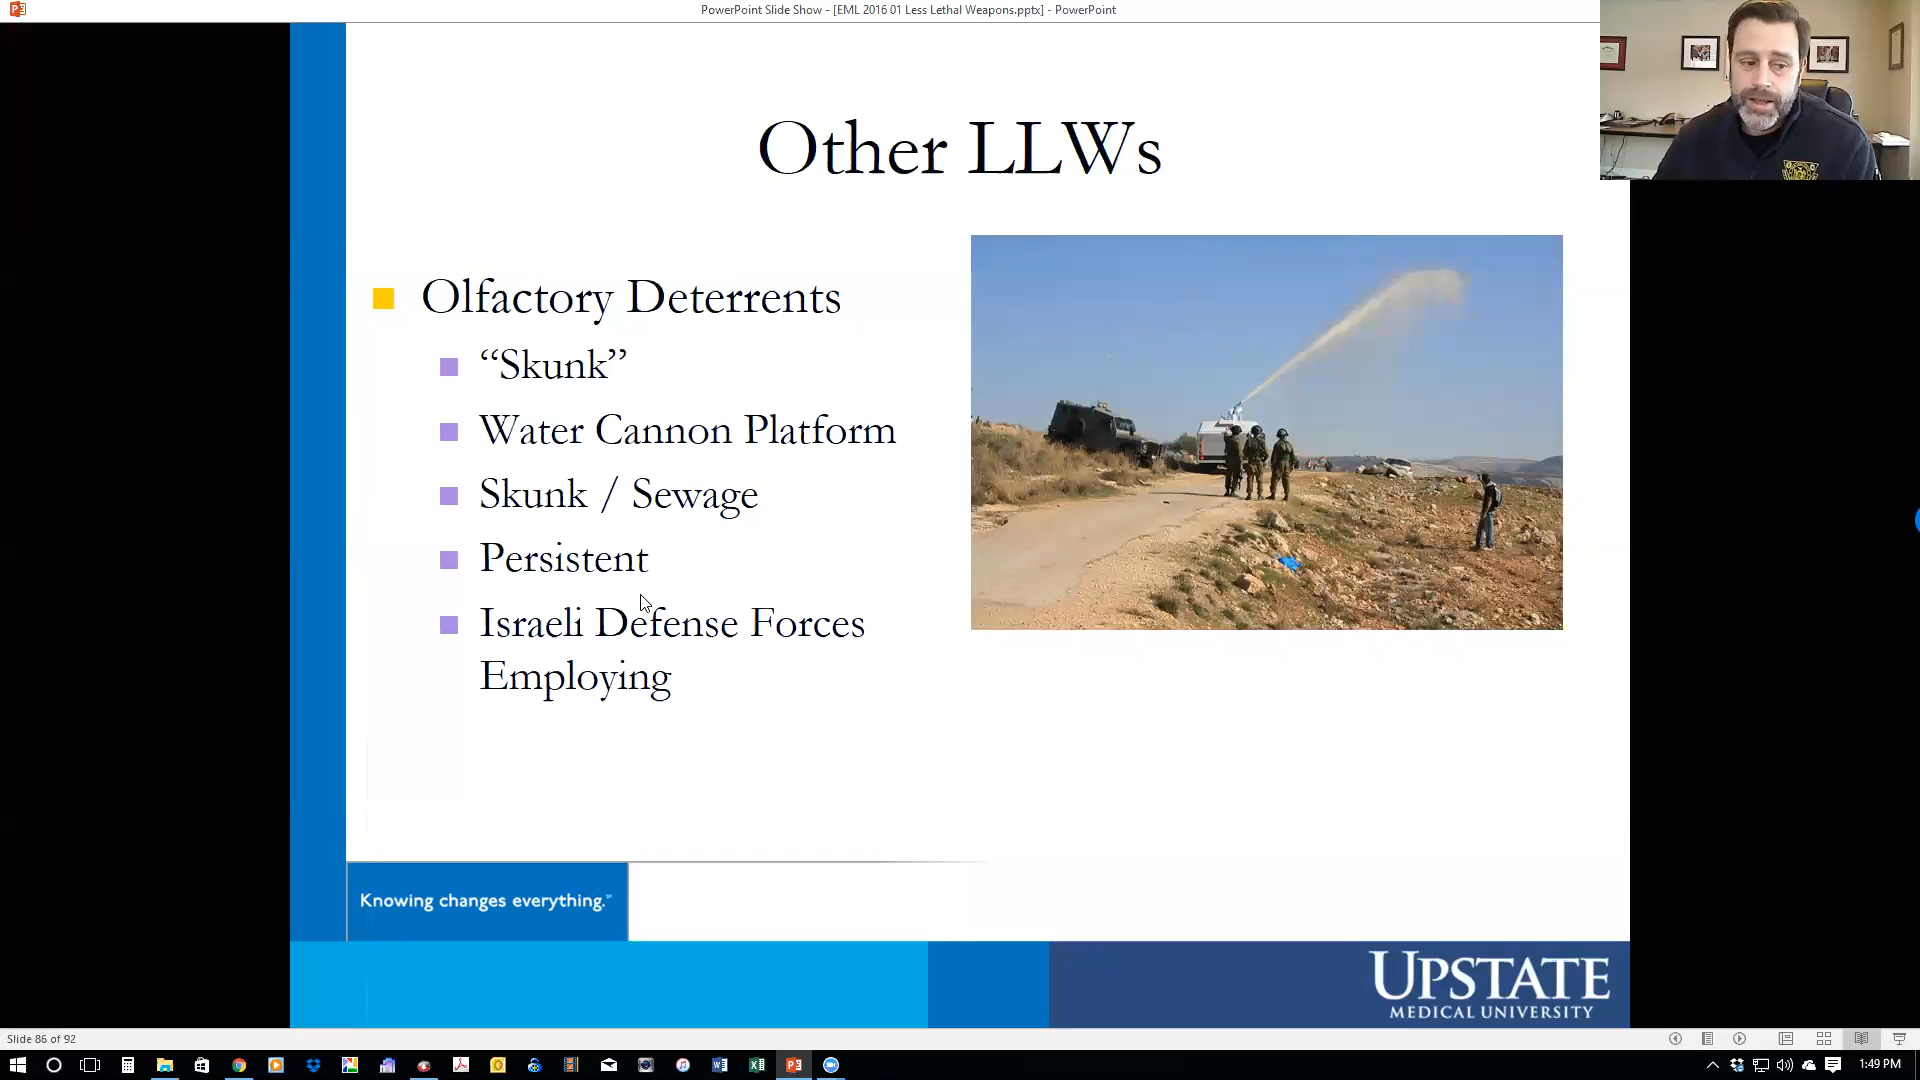 PowerPoint Slide Show - [EML 2016 01 Less Lethal Weapons.pptx] - PowerPoint
Other LLWs
Olfactory Deterrents
“Skunk”
Water Cannon Platform
Skunk / Sewage
Persistent
Israeli Defense Forces
Employing
Knowing changes everything.
UPSTATE
MEDICAL UNIVERSITY
Slide 86 of 92
1:49 PM